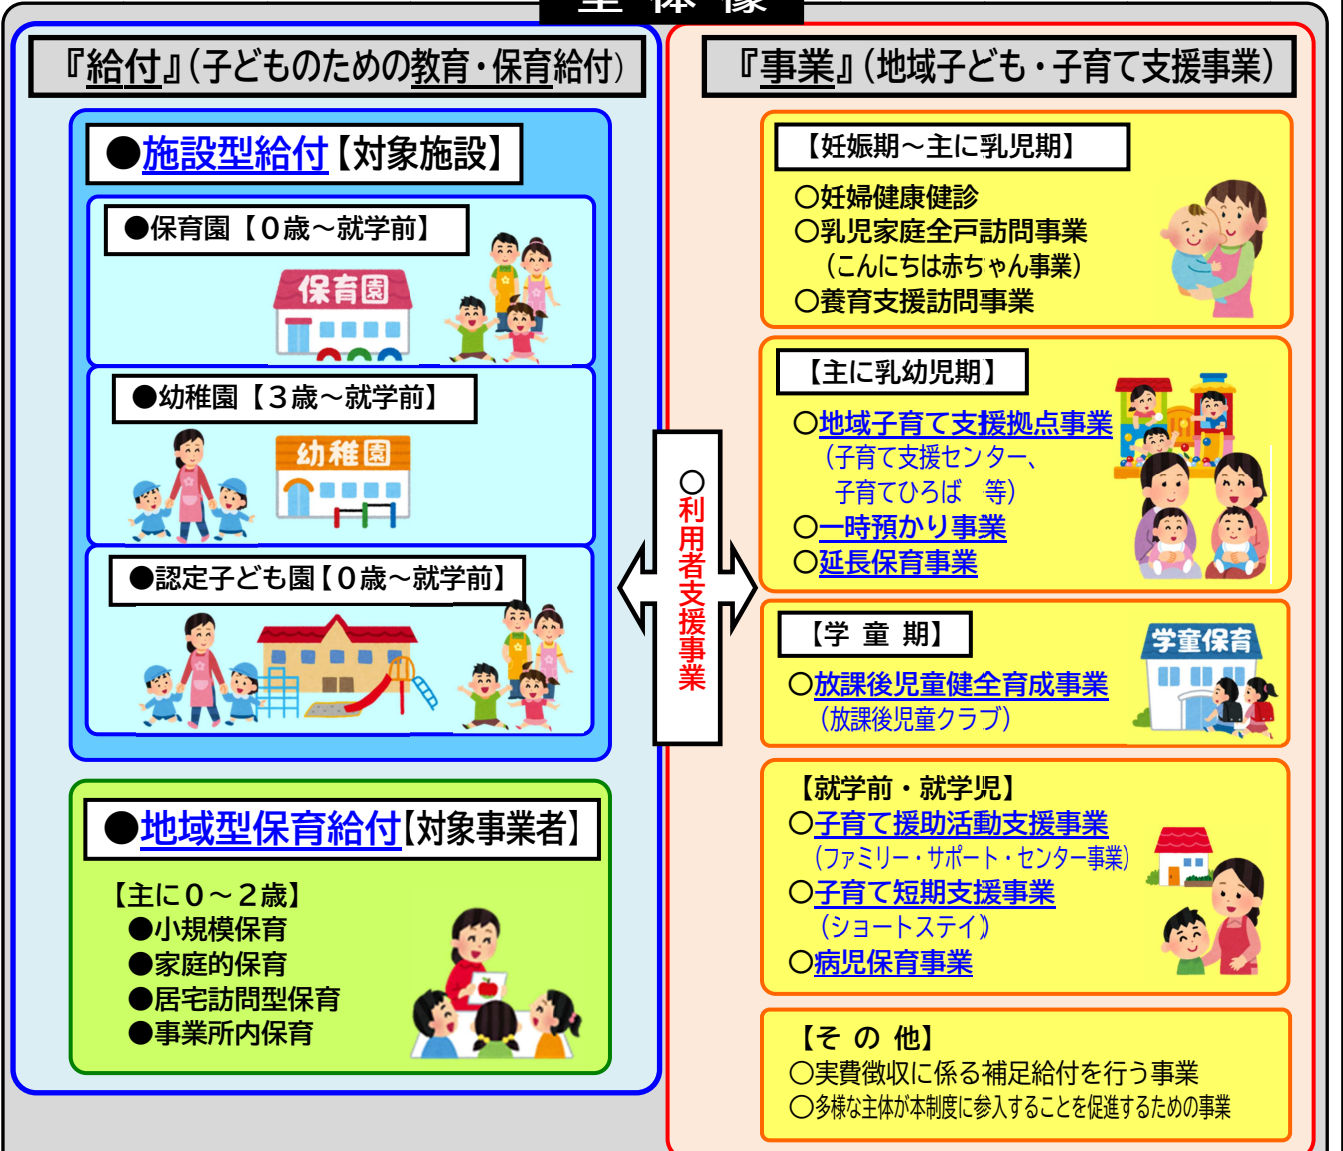 全体像
『給付』(子どものための教育・保育給付)
●施設型給付【対象施設】
●保育園【０歳～就学前】
保育園
●幼稚園【３歳～就学前】
幼稚園
●認定子ども園【０歳～就学前】
●地域型保育給付【対象事業者】
【主に０～２歳】
●小規模保育
●家庭的保育
●居宅訪問型保育
●事業所内保育
○利用者支援事業
『事業』(地域子ども・子育て支援事業)
【妊娠期～主に乳児期】
○妊婦健康健診
○乳児家庭全戸訪問事業
(こんにちは赤ちゃん事業)
○養育支援訪問事業
【主に乳幼児期】
○地域子育て支援拠点事業
(子育て支援センター、
子育てひろば　等)
○一時預かり事業
○延長保育事業
【学 童 期】
学童保育
○放課後児童健全育成事業
(放課後児童クラブ)
【就学前・就学児】
○子育て援助活動支援事業
(ファミリー・サポート・センター事業)
○子育て短期支援事業
(ショートステイ)
○病児保育事業
【そ の 他】
○実費徴収に係る補足給付を行う事業
○多様な主体が本制度に参入することを促進するための事業